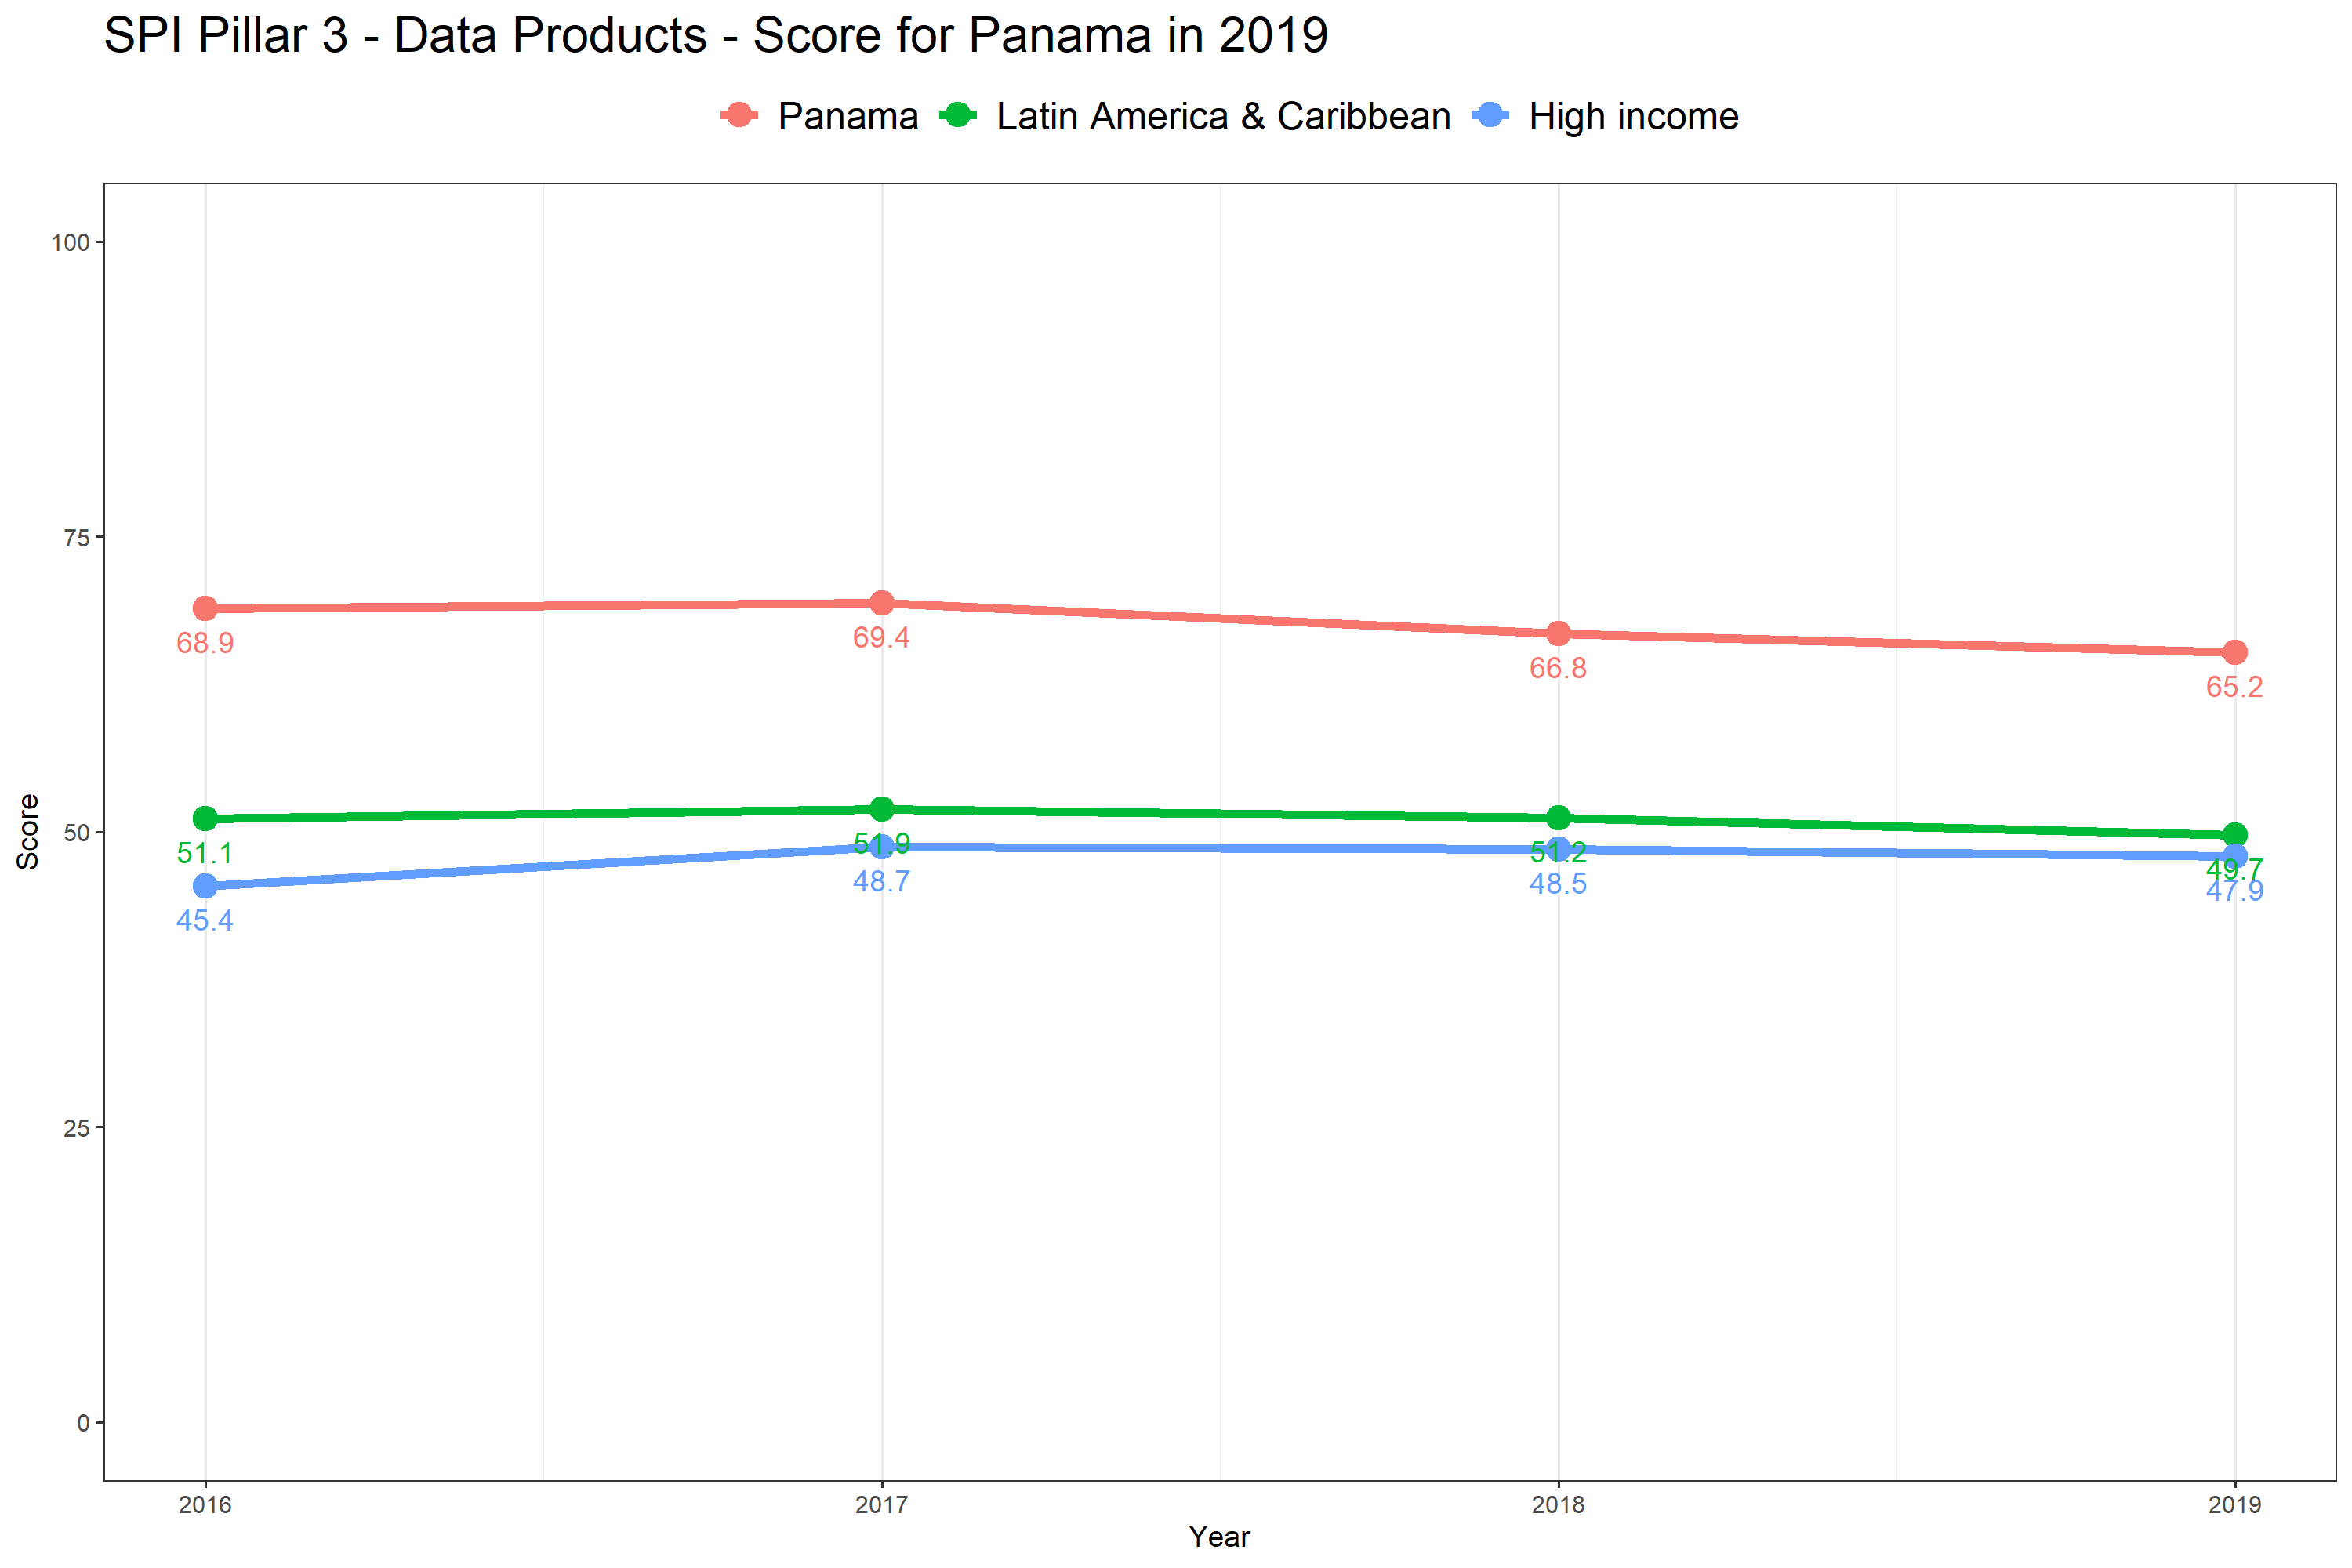 SPI Pillar 3 - Data Products - Score for Panama in 2019
Panama Latin America & Caribbean High income
100
75
50
25
0
Score
68.9 69.4 66.8 65.2
51.1 51.9 51.2 49.7
45.4 48.7 48.5 47.9
2016 2017 2018 2019
Year